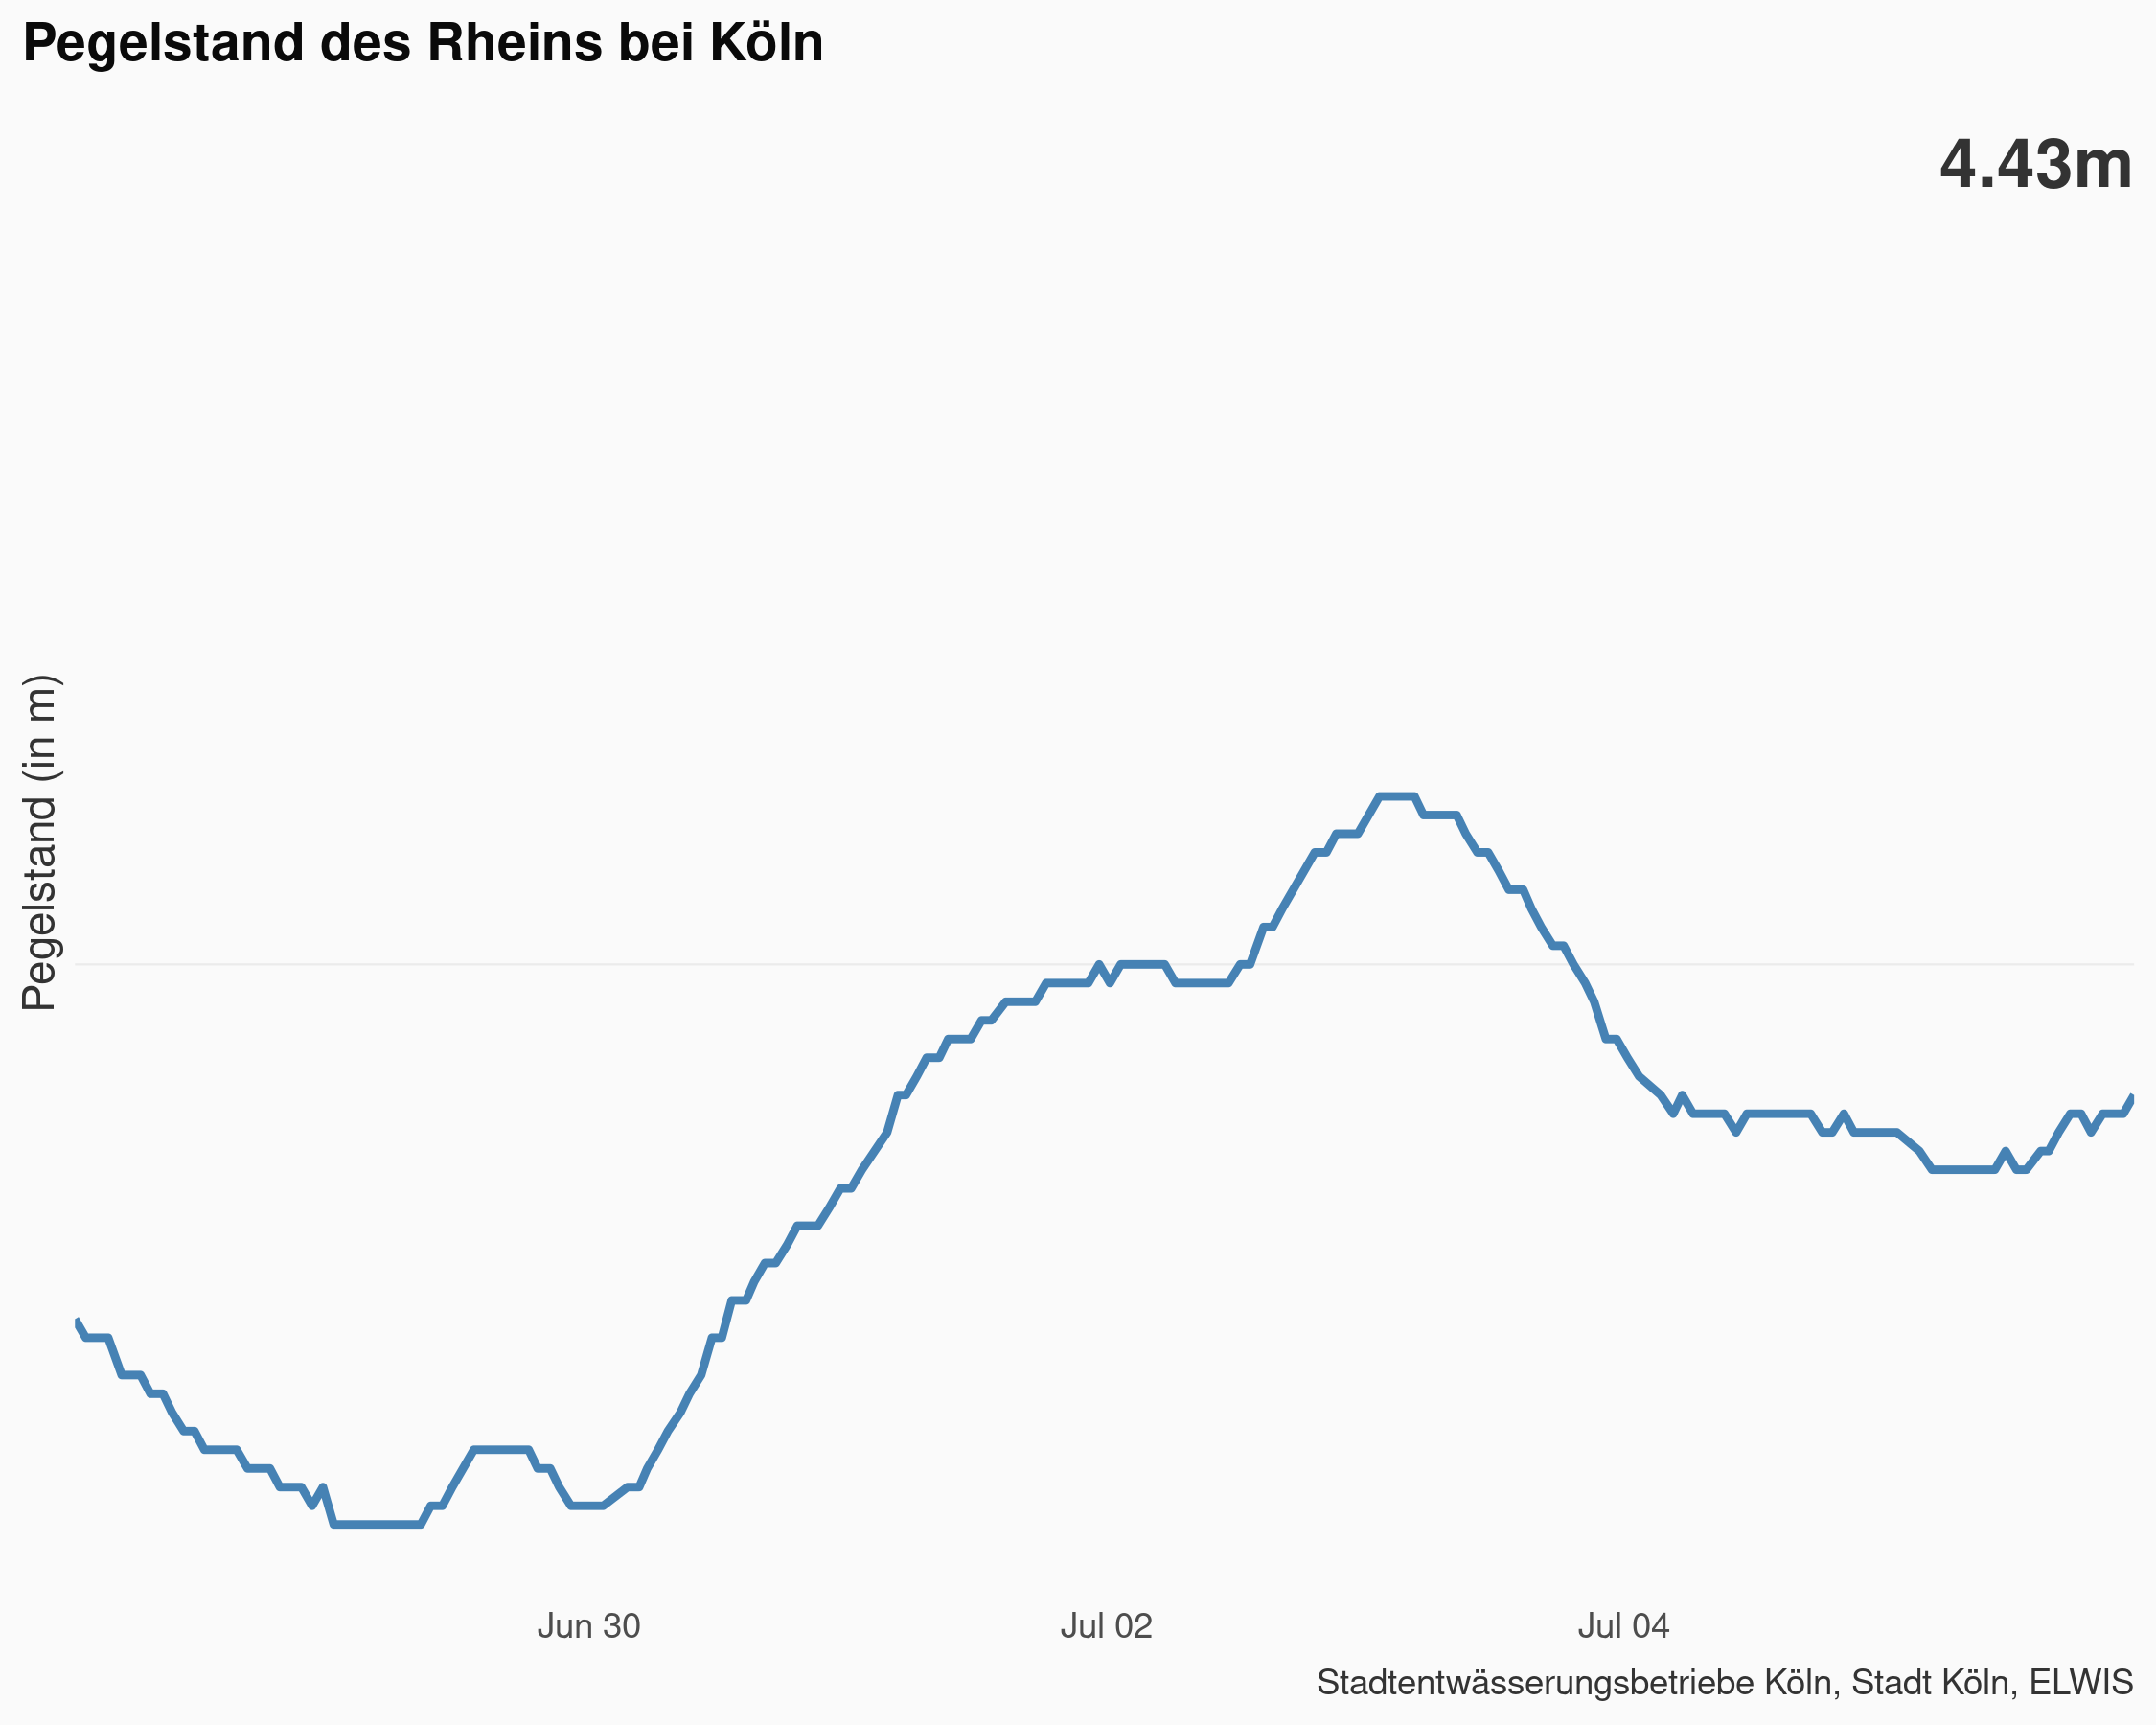 Pegelstand des Rheins bei Köln
4.43m
Pegelstand (in m)
Jun 30
Jul 02
Jul 04
Stadtentwässerungsbetriebe Köln, Stadt Köln, ELWIS